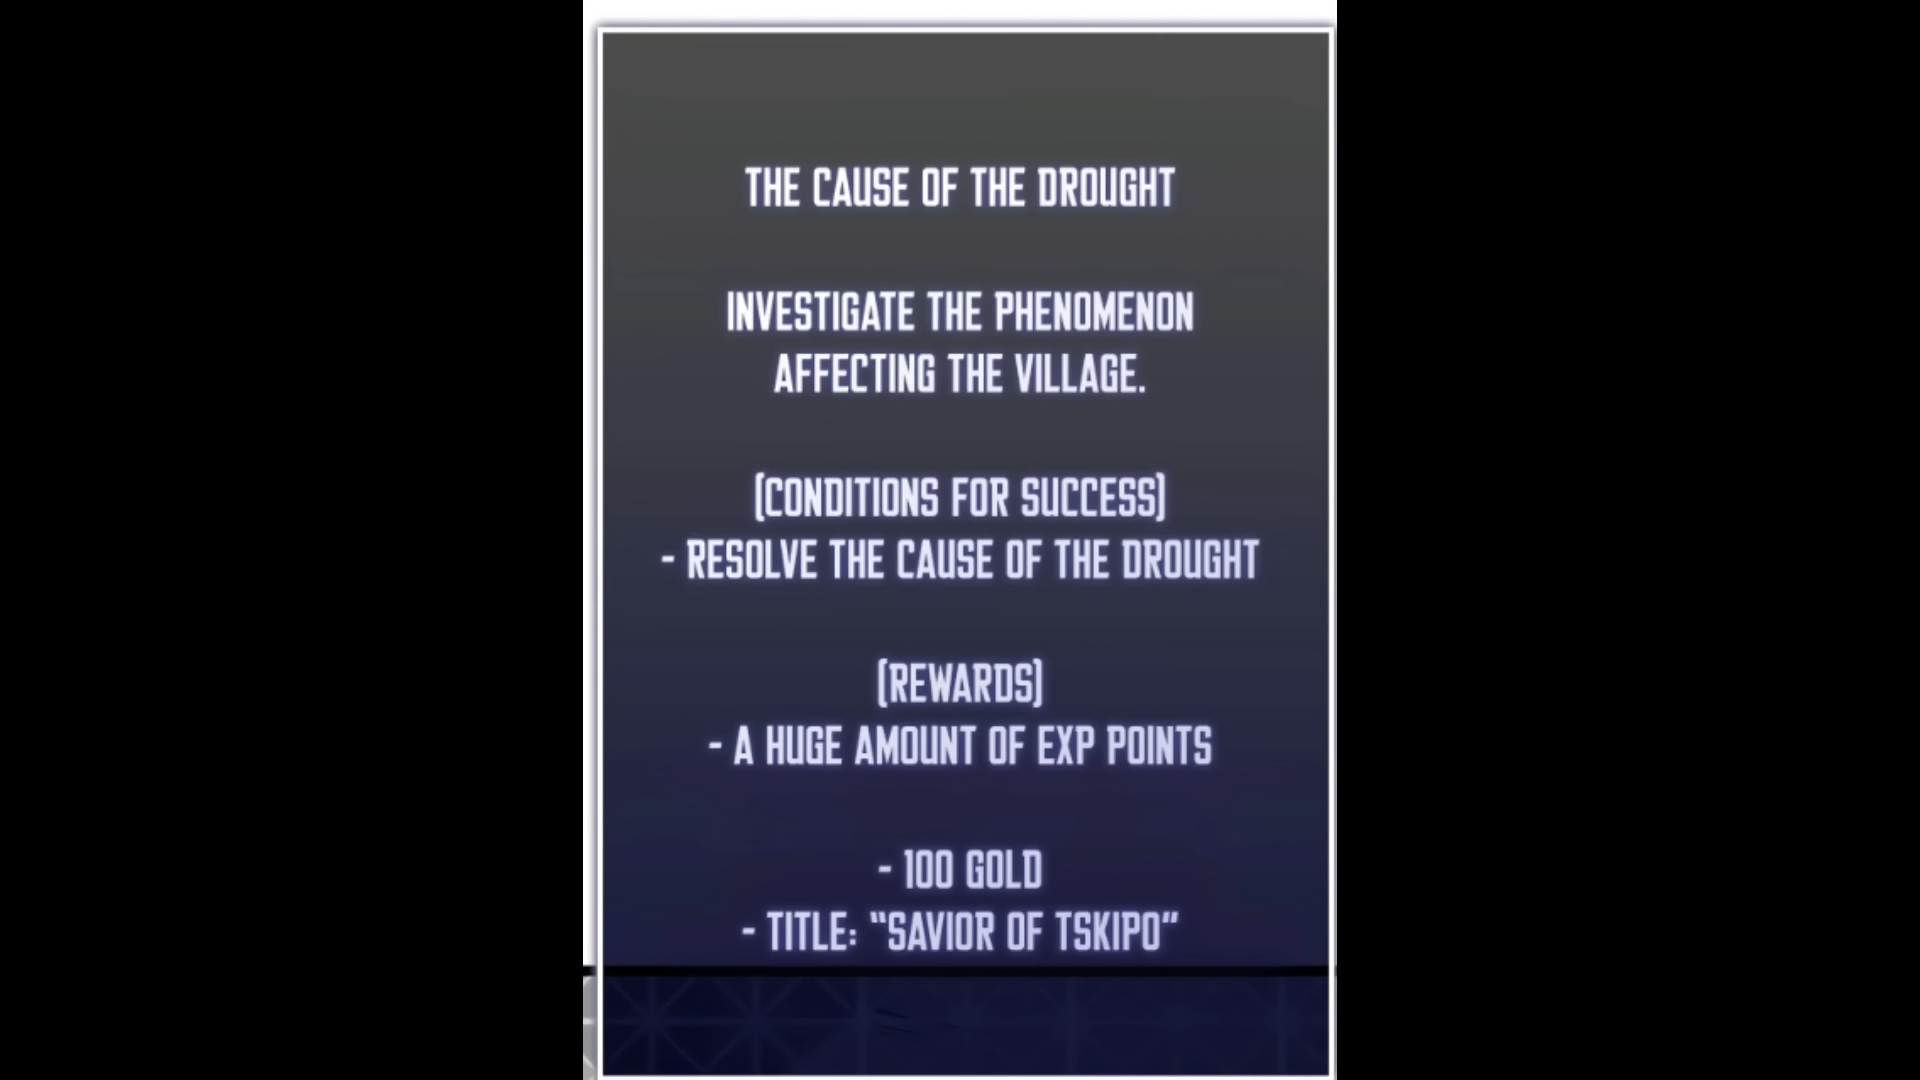 THE CAUSE OF THE DROUGHT
INVESTIGATE THE PHENOMENON
AFFECTING THE VILLAGE.
[CONDITIONS FOR SUCCESS]
- RESOLVE THE CAUSE OF THE DROUGHT
[REWARDS]
- A HUGE AMOUNT OF EXP POINTS
- 100 GOLD
- TITLE: “SAVIOR OF TSKIPO”